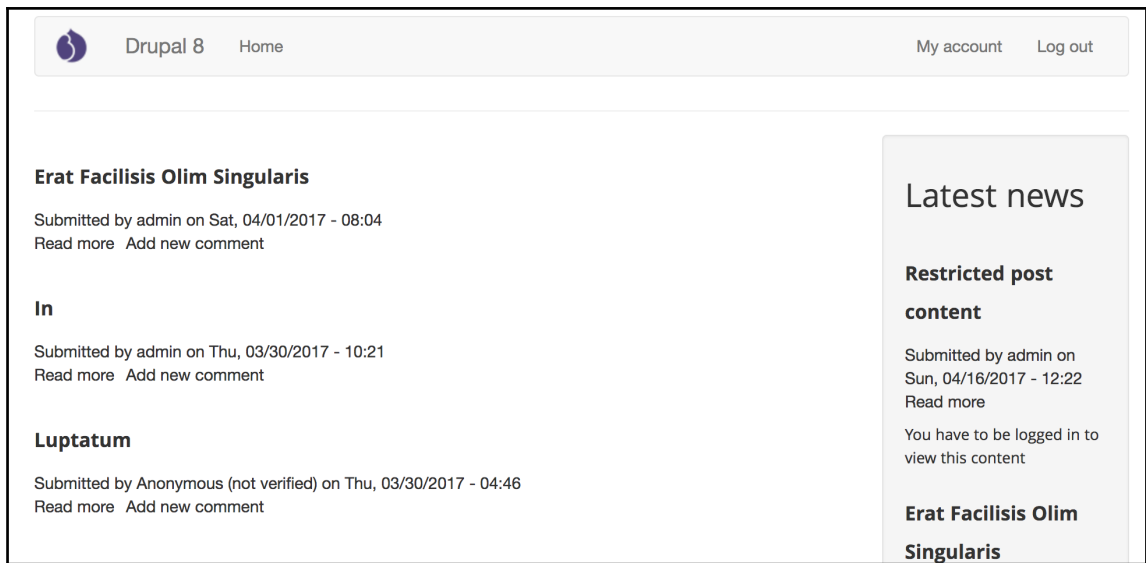 Drupal 8 Home My account Log out
Erat Facilisis Olim Singularis
Submitted by admin on Sat, 04/01/2017 - 08:04
Read more Add new comment
In
Submitted by admin on Thu, 03/30/2017 - 10:21
Read more Add new comment
Luptatum
Submitted by Anonymous (not verified) on Thu, 03/30/2017 - 04:46
Read more Add new comment
Latest news
Restricted post
content
Submitted by admin on
Sun, 04/16/2017 - 12:22
Read more
You have to be logged in to
view this content
Erat Facilisis Olim
Singularis